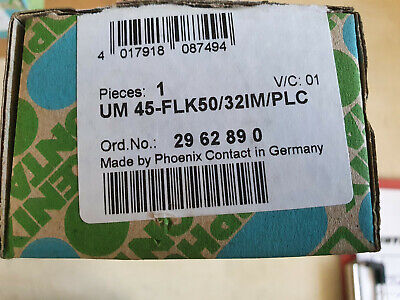 4 017918 087494
Pieces: 1 V/C: 01
UM 45-FLK50/32IM/PLC
Ord.No.: 29 62 89 0
Made by Phoenix Contact in Germany